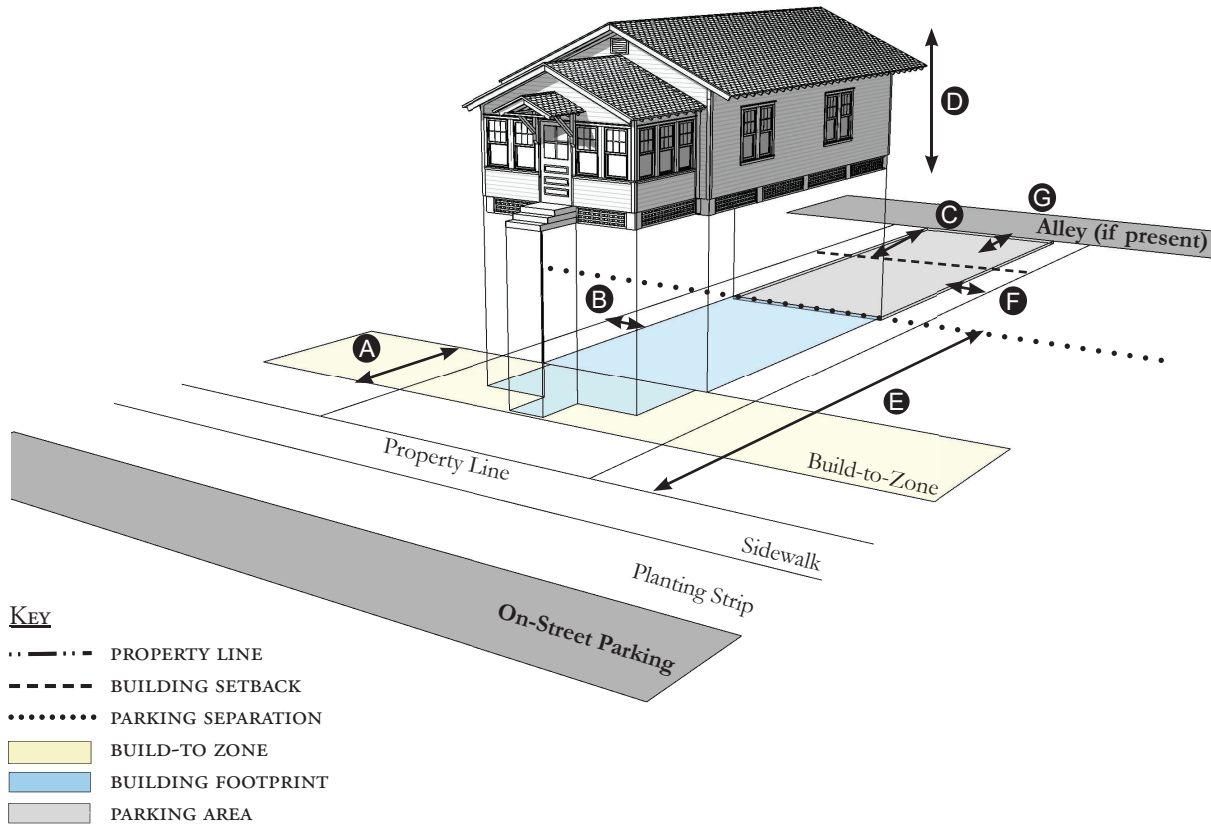 D
G
C
Alley (if present)
B
F
A
E
Property Line
Build-to-Zone
Sidewalk
Planting Strip
On-Street Parking
KEY
PROPERTY LINE
BUILDING SETBACK
PARKING SEPARATION
BUILD-TO ZONE
BUILDING FOOTPRINT
PARKING AREA